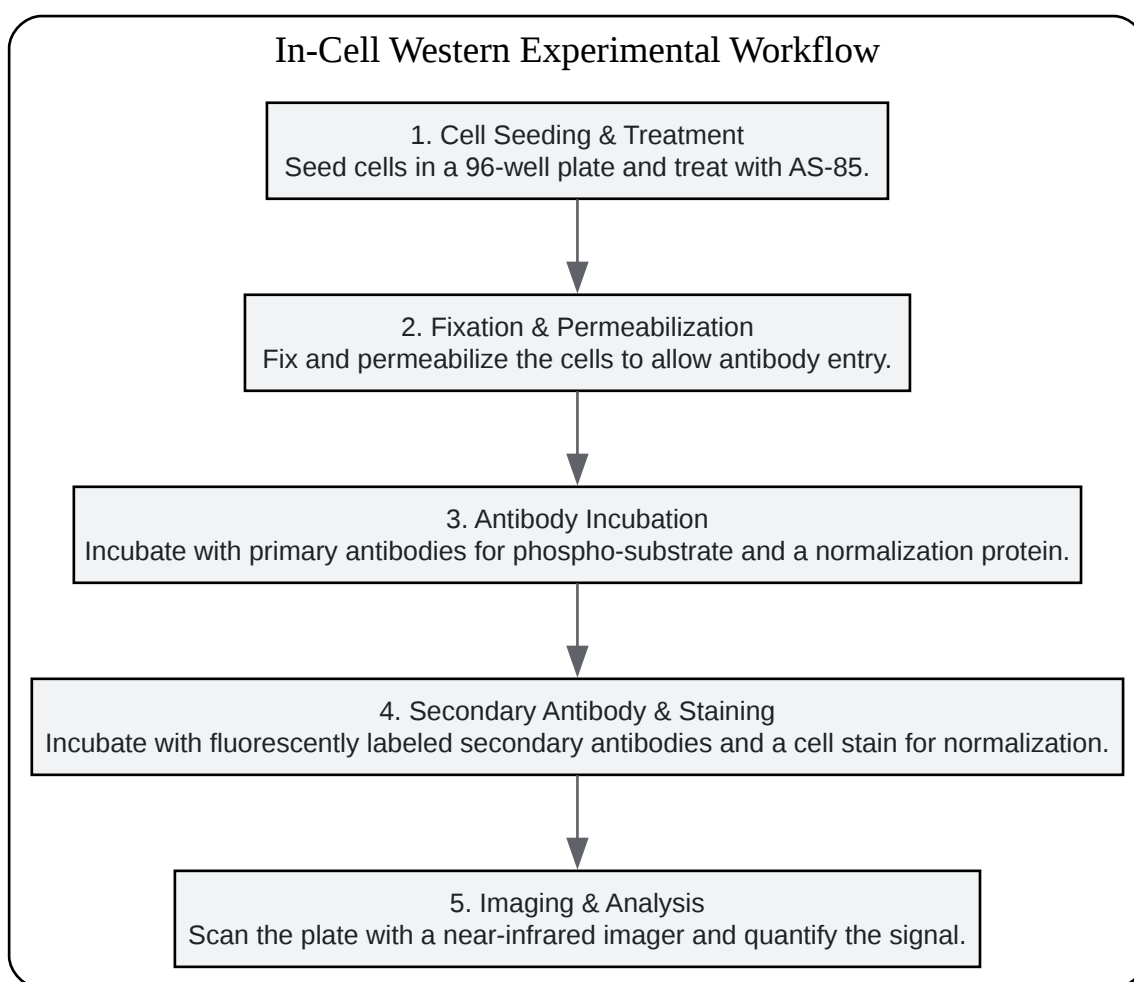 In-Cell Western Experimental Workflow
1. Cell Seeding & Treatment
Seed cells in a 96-well plate and treat with AS-85.
2. Fixation & Permeabilization
Fix and permeabilize the cells to allow antibody entry.
3. Antibody Incubation
Incubate with primary antibodies for phospho-substrate and a normalization protein.
4. Secondary Antibody & Staining
Incubate with fluorescently labeled secondary antibodies and a cell stain for normalization.
5. Imaging & Analysis
Scan the plate with a near-infrared imager and quantify the signal.